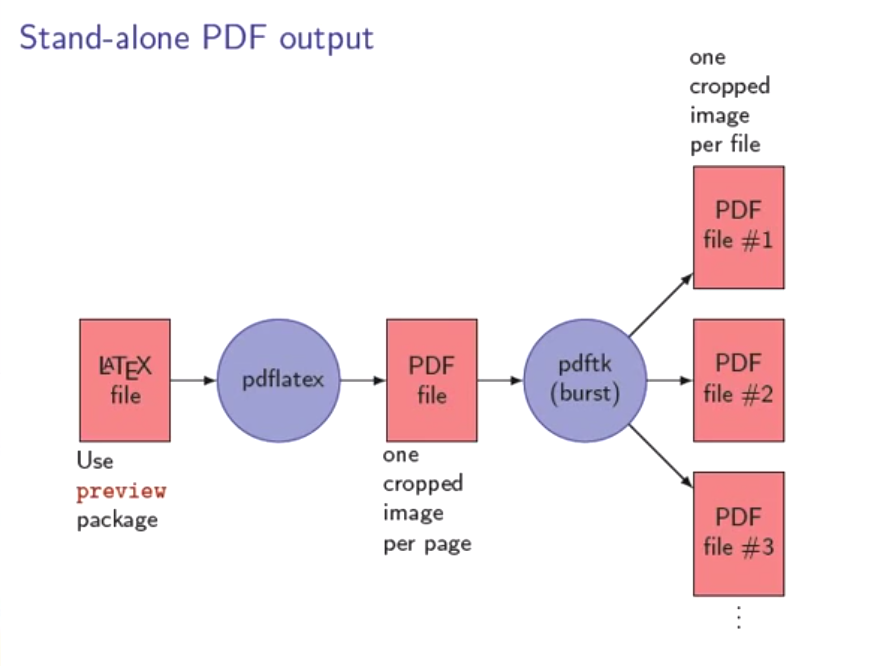 Stand-alone PDF output
one
cropped
image
per file
PDF
file #1
LATEX
file
pdflatex
PDF
file
pdftk
(burst)
PDF
file #2
Use
preview
package
one
cropped
image
per page
PDF
file #3
⋮